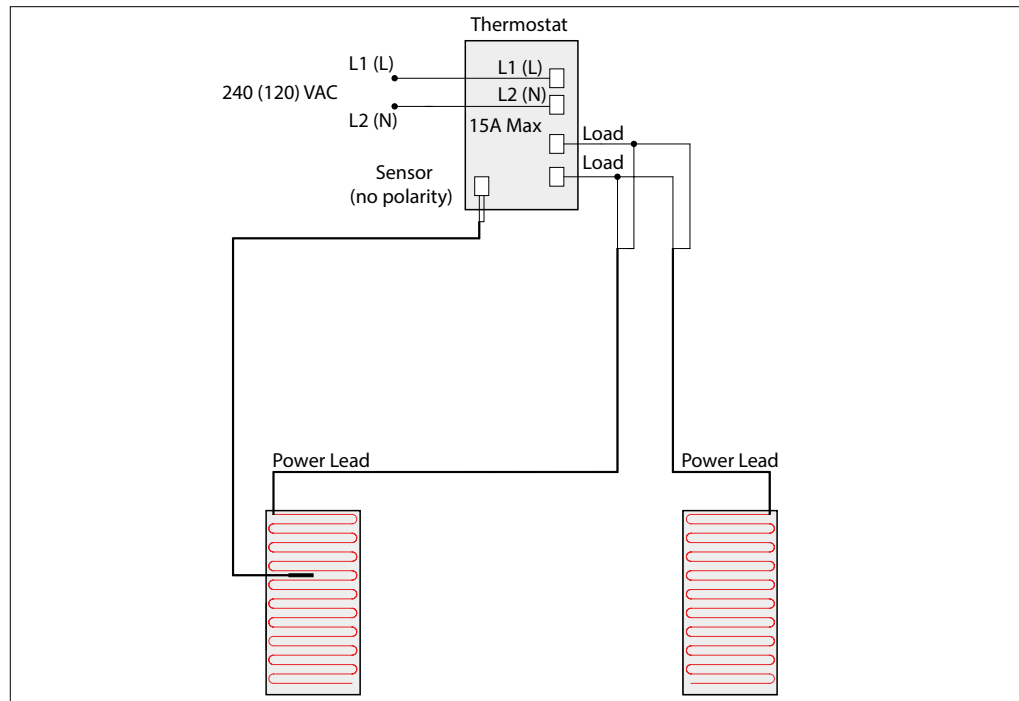 Thermostat
L1 (L)
L1 (L)
240 (120) VAC
L2 (N)
L2 (N)
15A Max
Load
Load
Sensor
(no polarity)
Power Lead
Power Lead